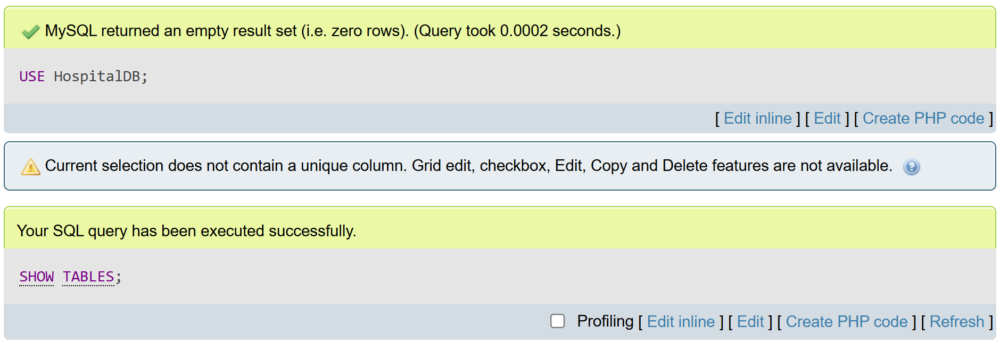 MySQL returned an empty result set (i.e. zero rows). (Query took 0.0002 seconds.)
USE HospitalDB;
[ Edit inline ] [ Edit ] [ Create PHP code ]
Current selection does not contain a unique column. Grid edit, checkbox, Edit, Copy and Delete features are not available.
Your SQL query has been executed successfully.
SHOW TABLES;
Profiling [ Edit inline ] [ Edit ] [ Create PHP code ] [ Refresh ]